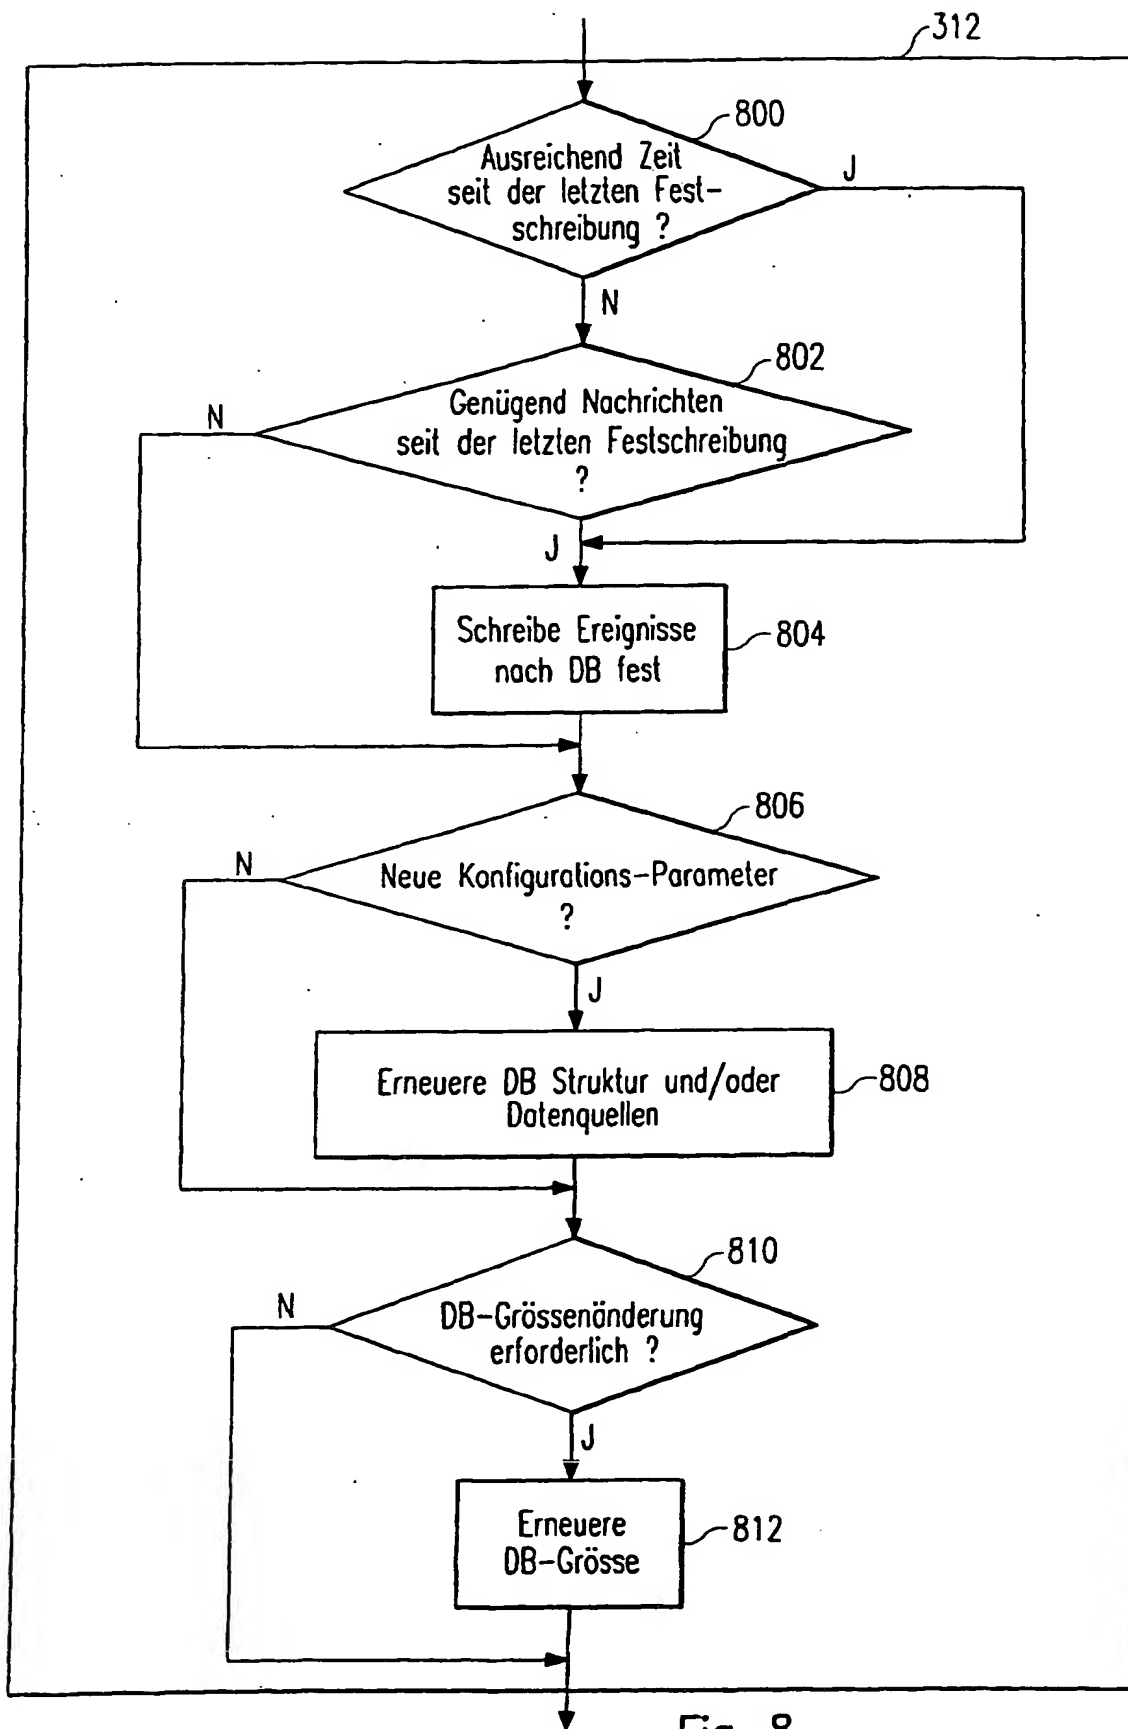 312
800
Ausreichend Zeit
seit der letzten Fest-
schreibung ?
J
N
802
Genügend Nachrichten
seit der letzten Festschreibung
?
N
J
Schreibe Ereignisse
nach DB fest
804
806
Neue Konfigurations-Parameter
?
N
J
Erneuere DB Struktur und/oder
Datenquellen
808
810
DB-Grössenänderung
erforderlich ?
N
J
Erneuere
DB-Grösse
812
Fig. 8